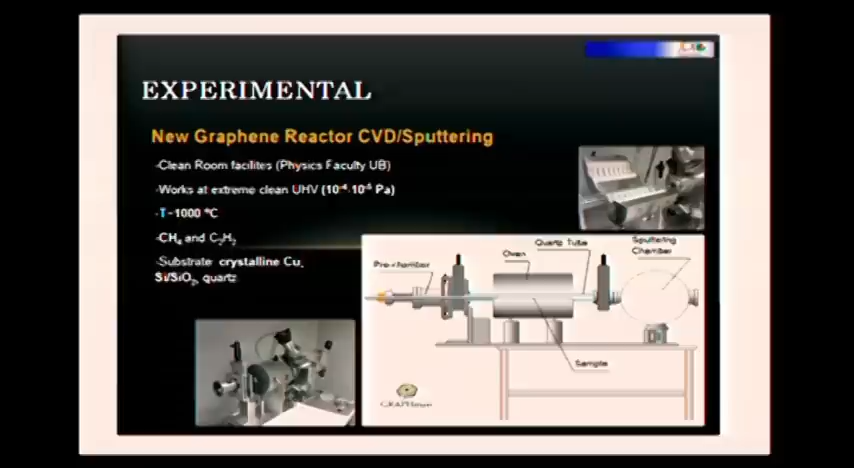 EXPERIMENTAL
New Graphene Reactor CVD/Sputtering
-Clean Room facilites (Physics Faculty UB)
-Works at extreme clean UHV (10⁻⁴ 10⁻⁵ Pa)
-T~1000 ºC
-CH₄ and C₂H₂
-Substrate crystalline Cu,
Si/SiO₂, quartz
Pre-chamber
Oven
Quartz Tube
Sputtering
Chamber
Sample